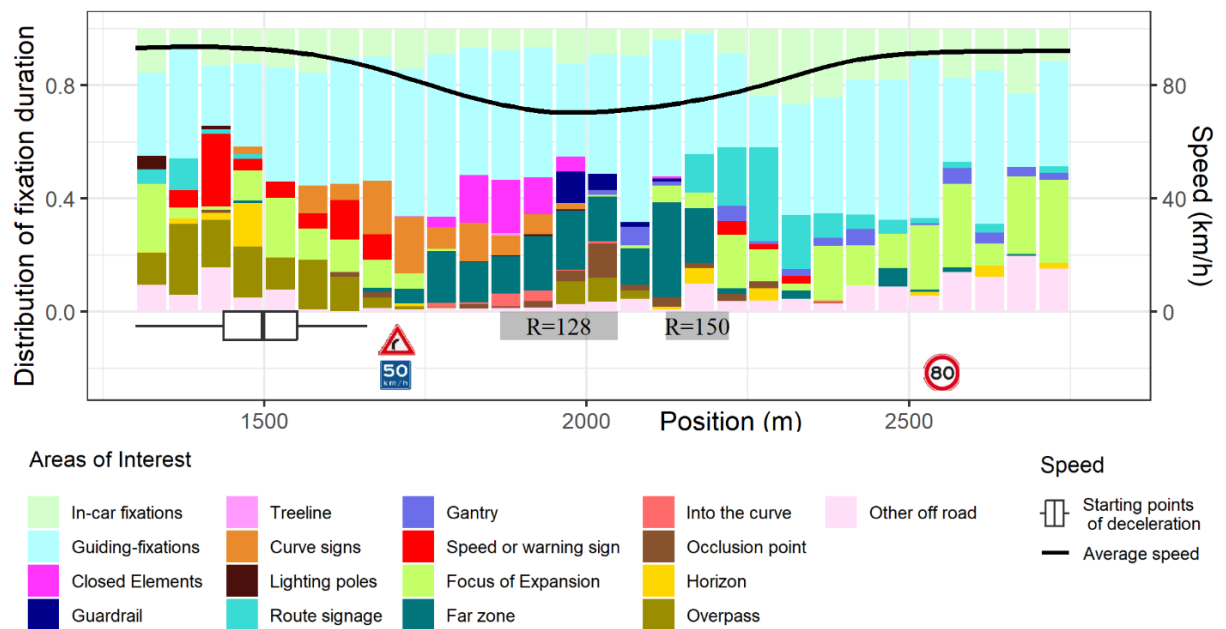 Distribution of fixation duration
0.8
0.4
0.0
80
40
0
Speed (km/h)
R=128
R=150
50
km/h
80
1500
2000
2500
Position (m)
Areas of Interest
In-car fixations
Guiding-fixations
Closed Elements
Guardrail
Treeline
Curve signs
Lighting poles
Route signage
Gantry
Speed or warning sign
Focus of Expansion
Far zone
Into the curve
Occlusion point
Horizon
Overpass
Other off road
Speed
Starting points
of deceleration
Average speed